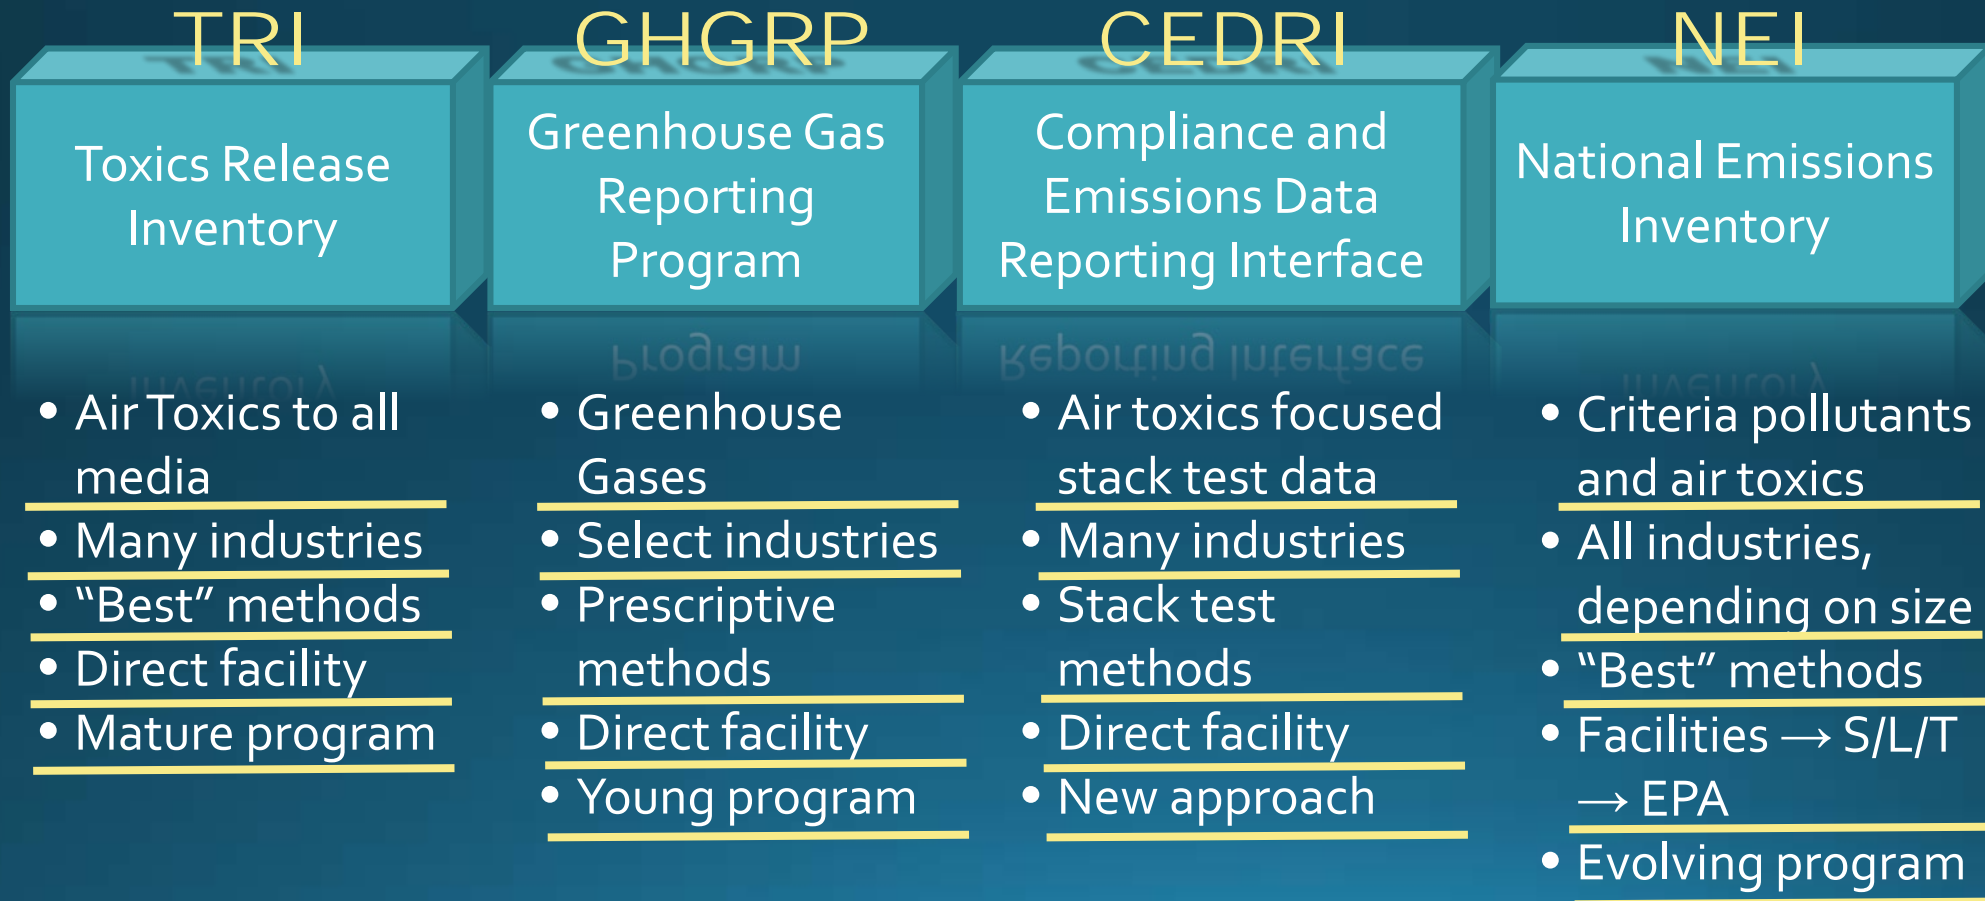 TRI
Toxics Release
Inventory
• Air Toxics to all
media
• Many industries
• “Best” methods
• Direct facility
• Mature program
GHGRP
Greenhouse Gas
Reporting
Program
• Greenhouse
Gases
• Select industries
• Prescriptive
methods
• Direct facility
• Young program
CEDRI
Compliance and
Emissions Data
Reporting Interface
• Air toxics focused
stack test data
• Many industries
• Stack test
methods
• Direct facility
• New approach
NEI
National Emissions
Inventory
• Criteria pollutants
and air toxics
• All industries,
depending on size
• “Best” methods
• Facilities → S/L/T
→ EPA
• Evolving program